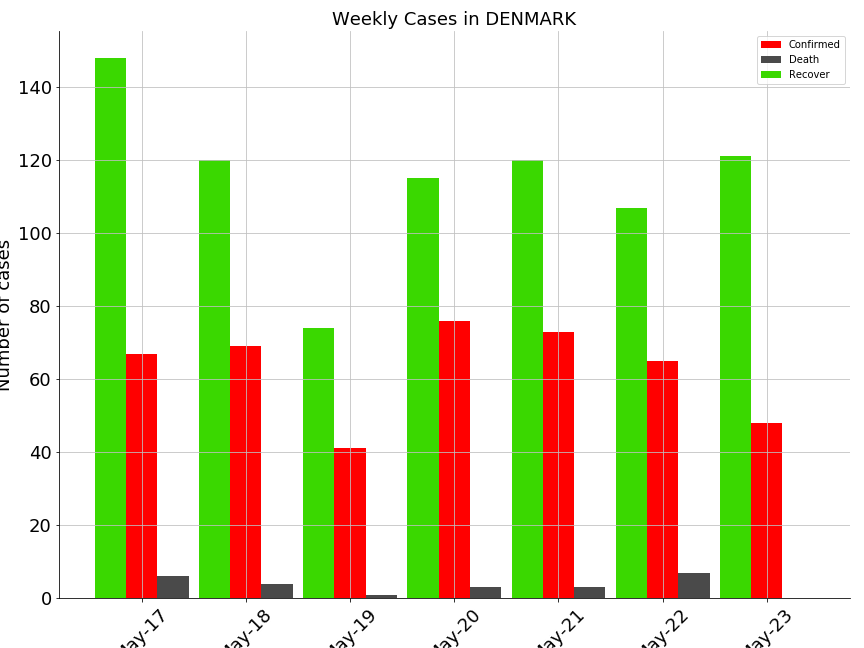 Weekly Cases in DENMARK
Confirmed
Death
Recover
Number of cases
140
120
100
80
60
40
20
0
May-17
May-18
May-19
May-20
May-21
May-22
May-23